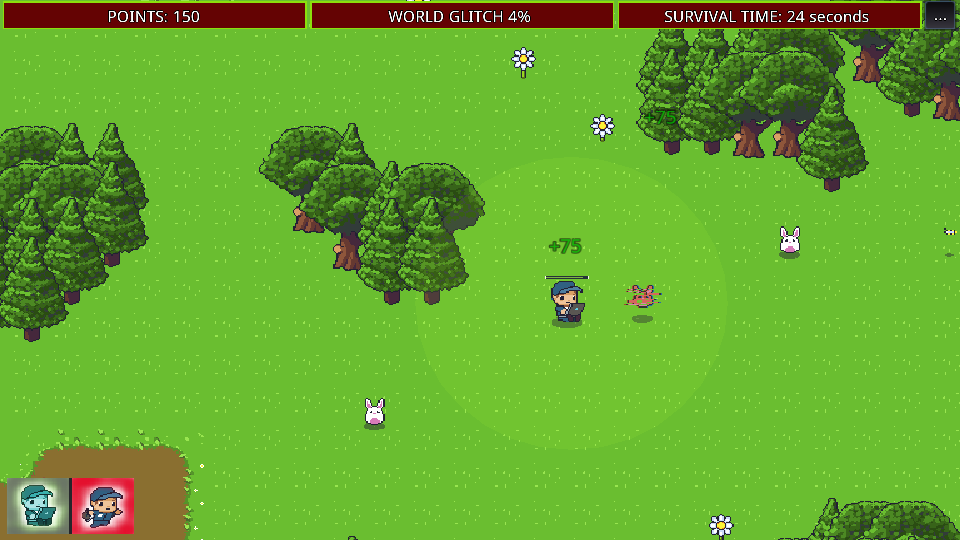 POINTS: 150
WORLD GLITCH 4%
SURVIVAL TIME: 24 seconds
...
+75
+75